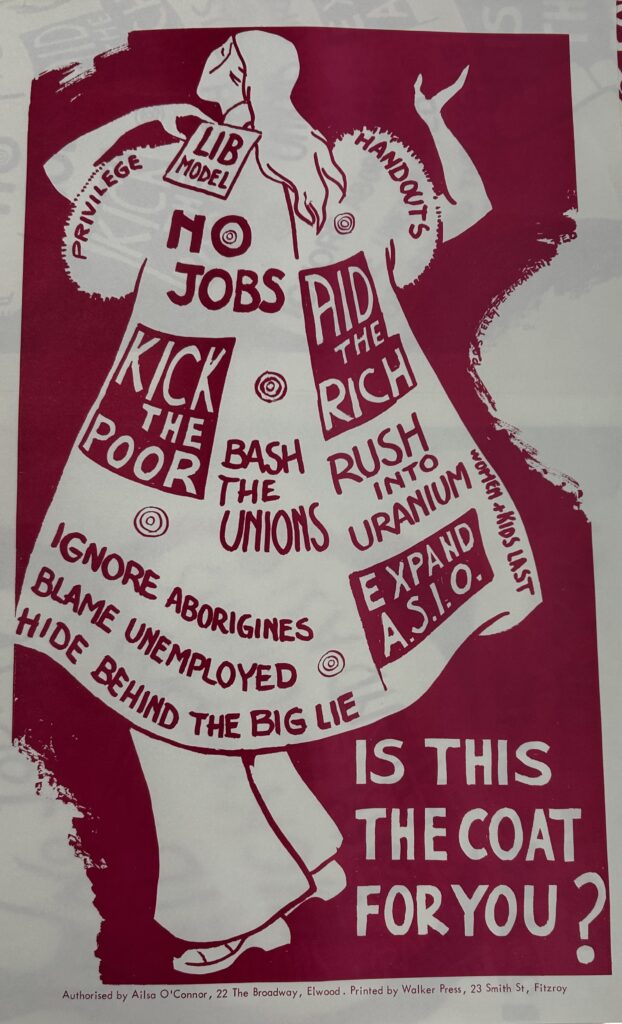 LIB
MODEL
PRIVILEGE
HANDOUTS
NO
JOBS
AID
THE
RICH
KICK
THE
POOR
BASH
THE
UNIONS
RUSH
INTO
URANIUM
WOMEN + KIDS LAST
EXPAND
A.S.I.O.
IGNORE ABORIGINES
BLAME UNEMPLOYED
HIDE BEHIND THE BIG LIE
IS THIS
THE COAT
FOR YOU?
Authorised by Ailsa O'Connor, 22 The Broadway, Elwood. Printed by Walker Press, 23 Smith St, Fitzroy